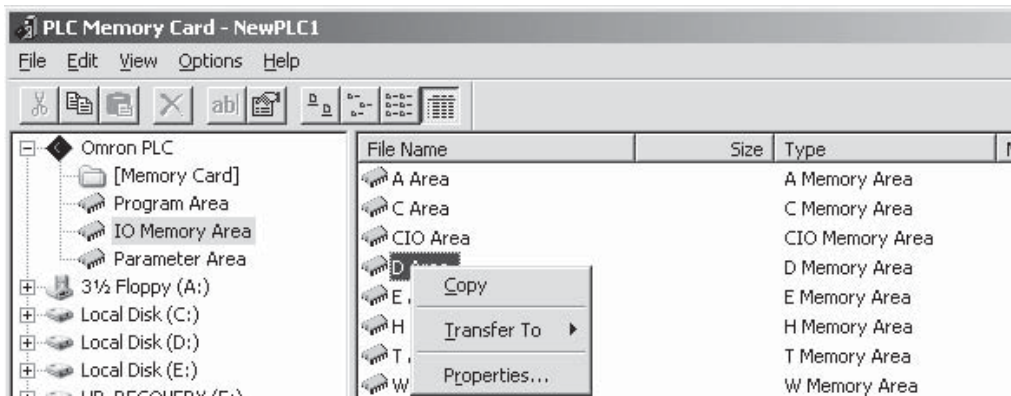 PLC Memory Card - NewPLC1
File Edit View Options Help
ab|
Omron PLC
[Memory Card]
Program Area
IO Memory Area
Parameter Area
3½ Floppy (A:)
Local Disk (C:)
Local Disk (D:)
Local Disk (E:)
File Name Size Type
A Area A Memory Area
C Area C Memory Area
CIO Area CIO Memory Area
D Area D Memory Area
E E Memory Area
H H Memory Area
T T Memory Area
W W Memory Area
Copy
Transfer To
Properties...